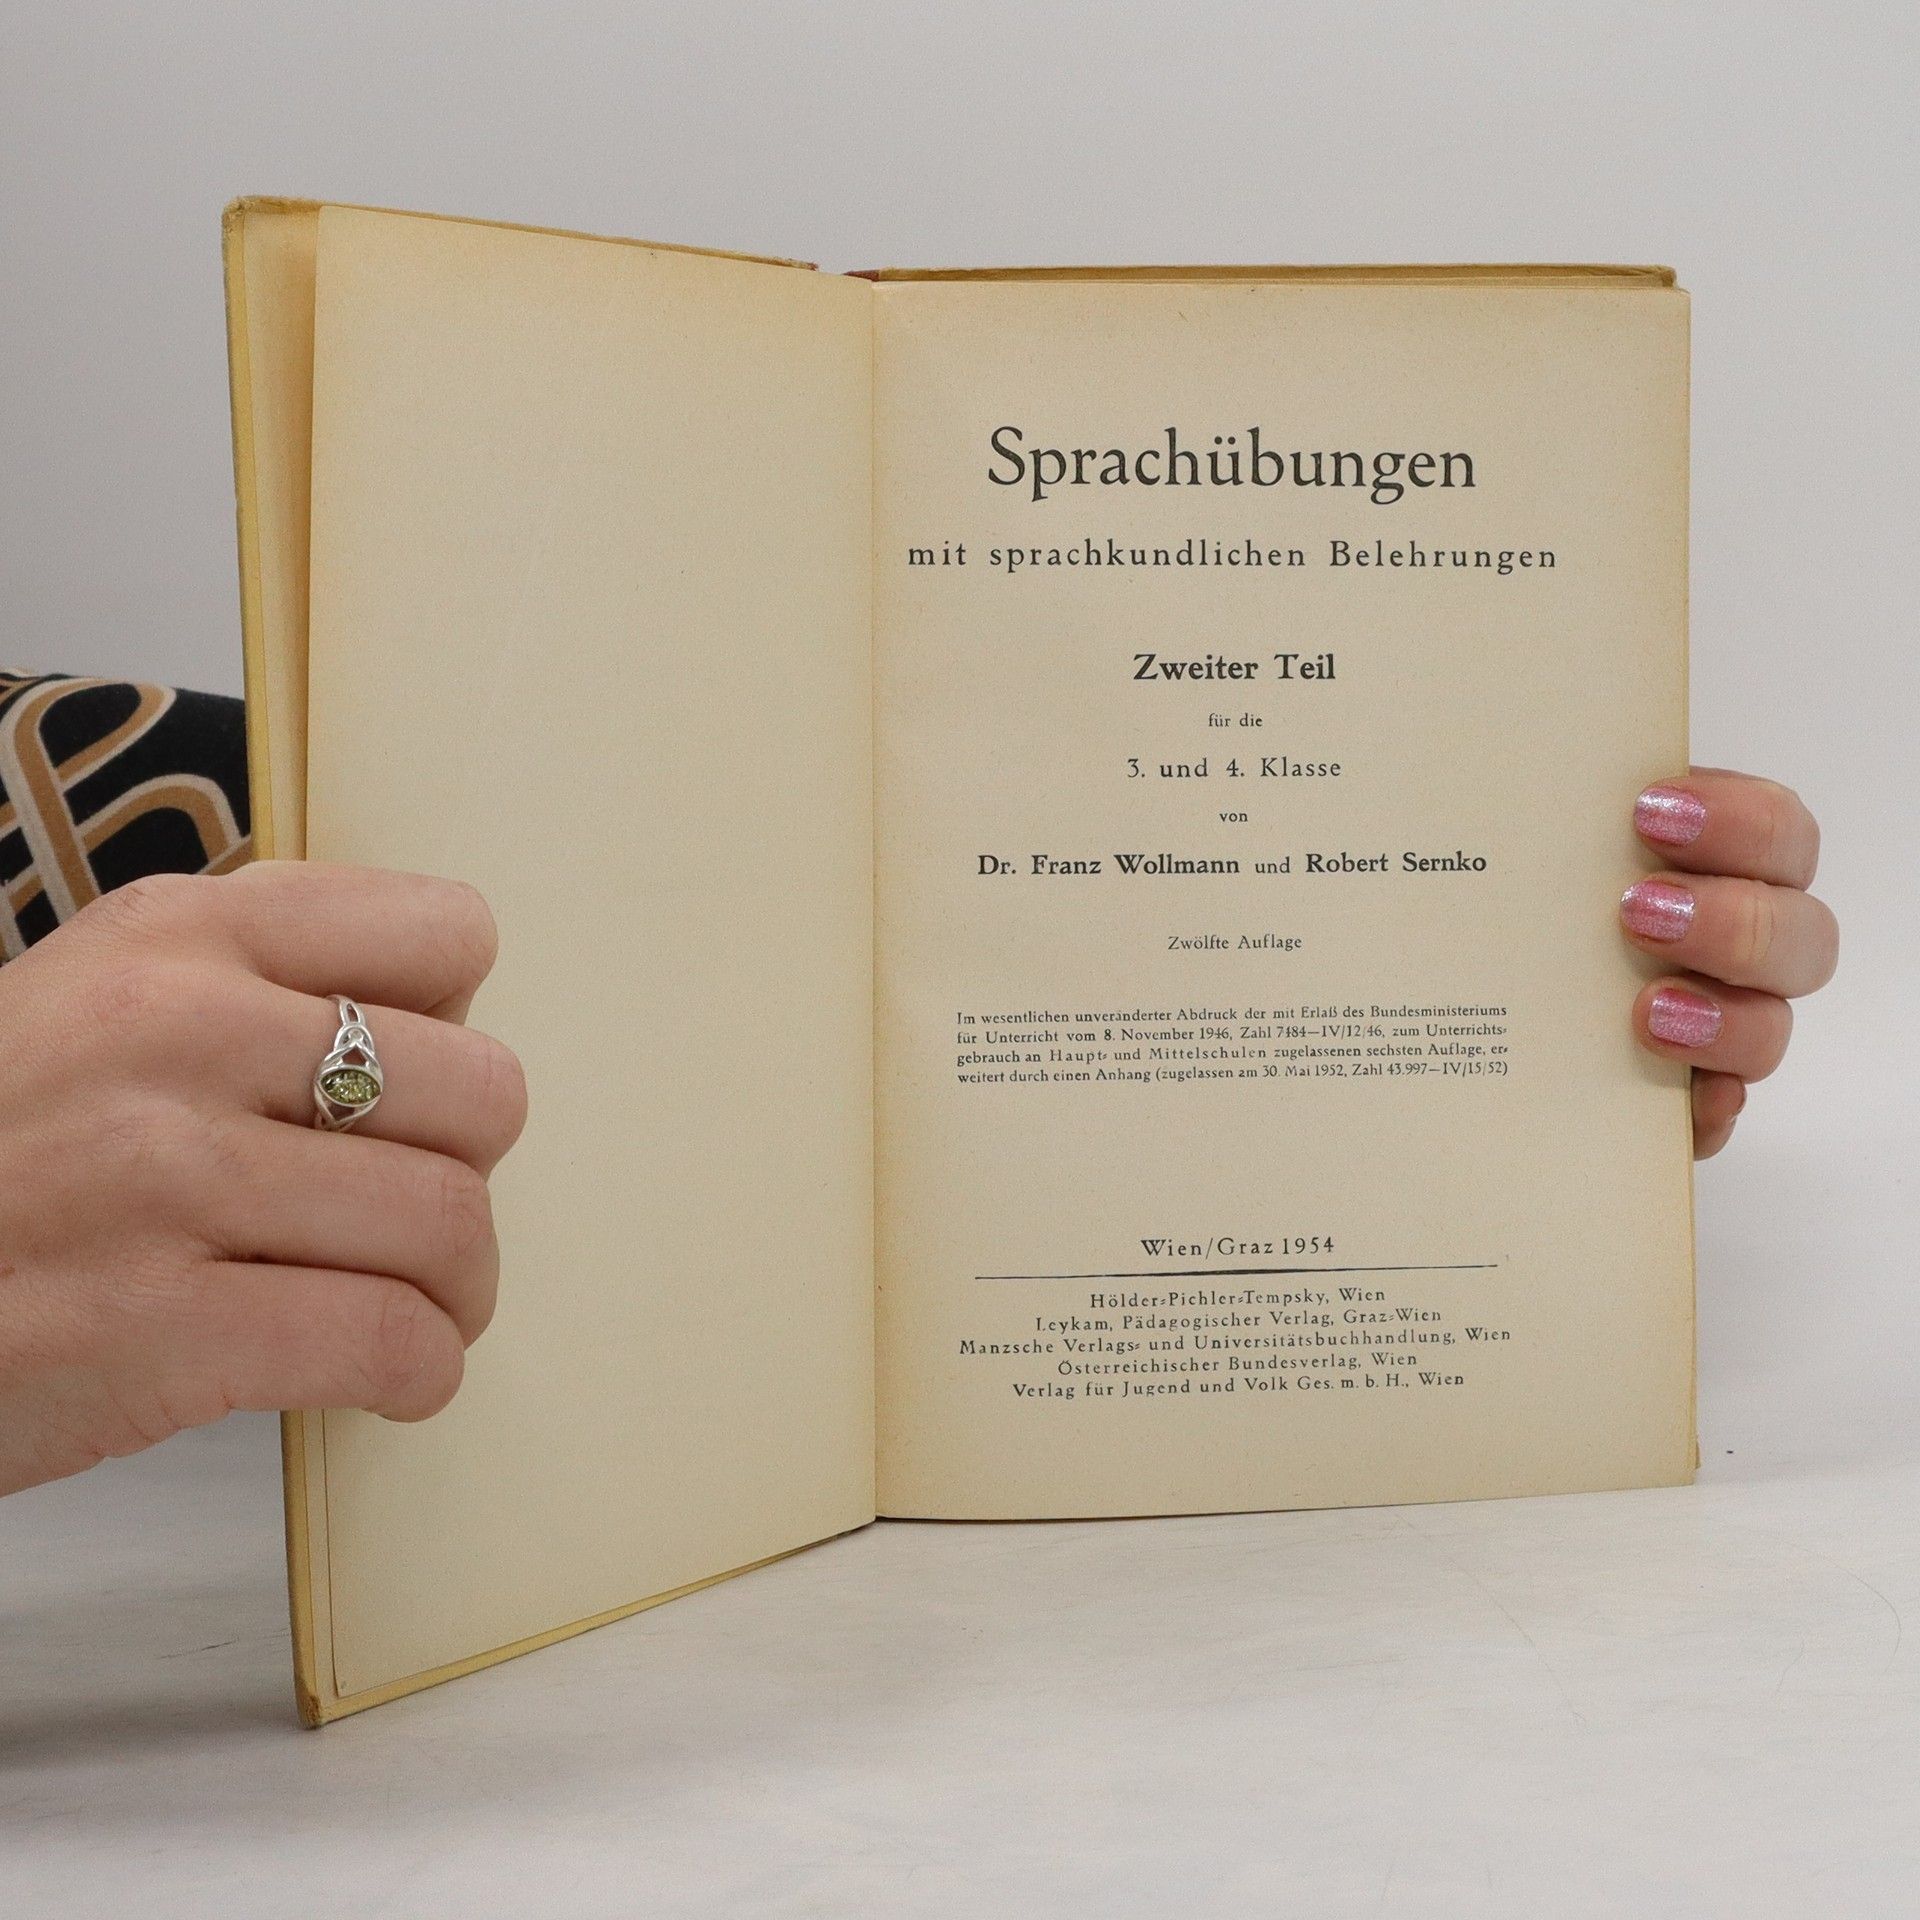 Sprachübungen
mit sprachkundlichen Belehrungen
Zweiter Teil
für die
3. und 4. Klasse
von
Dr. Franz Wollmann und Robert Sernko
Zwölfte Auflage
Im wesentlichen unveränderter Abdruck der mit Erlaß des Bundesministeriums
für Unterricht vom 8. November 1946, Zahl 7484—IV/12/46, zum Unterrichts-
gebrauch an Haupt- und Mittelschulen zugelassenen sechsten Auflage, er-
weitert durch einen Anhang (zugelassen am 30. Mai 1952, Zahl 43.997—IV/15/52)
Wien/Graz 1954
Hölder-Pichler-Tempsky, Wien
Leykam, Pädagogischer Verlag, Graz-Wien
Manzsche Verlags- und Universitätsbuchhandlung, Wien
Österreichischer Bundesverlag, Wien
Verlag für Jugend und Volk Ges. m. b. H., Wien